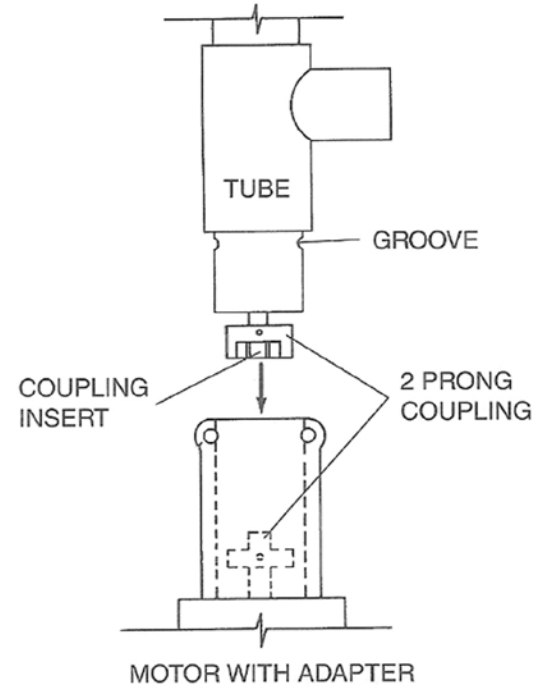 TUBE
GROOVE
COUPLING
INSERT
2 PRONG
COUPLING
MOTOR WITH ADAPTER